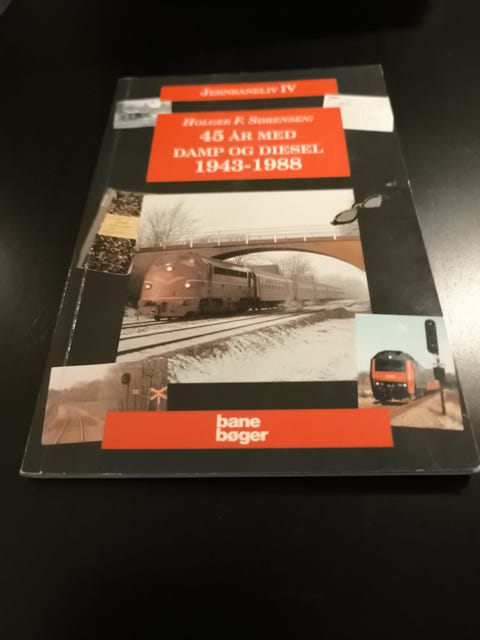 JERNBANELIV IV
HOLGER F. SØRENSEN:
45 ÅR MED
DAMP OG DIESEL
1943-1988
bane
bøger